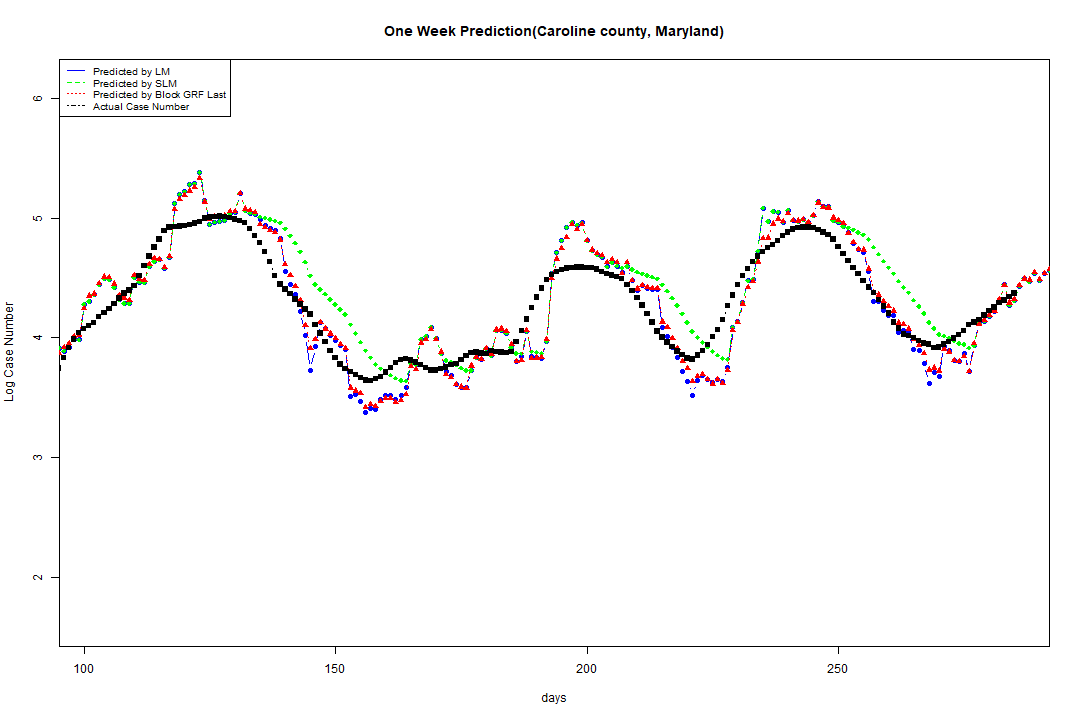 One Week Prediction(Caroline county, Maryland)
Predicted by LM
Predicted by SLM
Predicted by Block GRF Last
Actual Case Number
6
5
4
3
2
Log Case Number
100 150 200 250
days